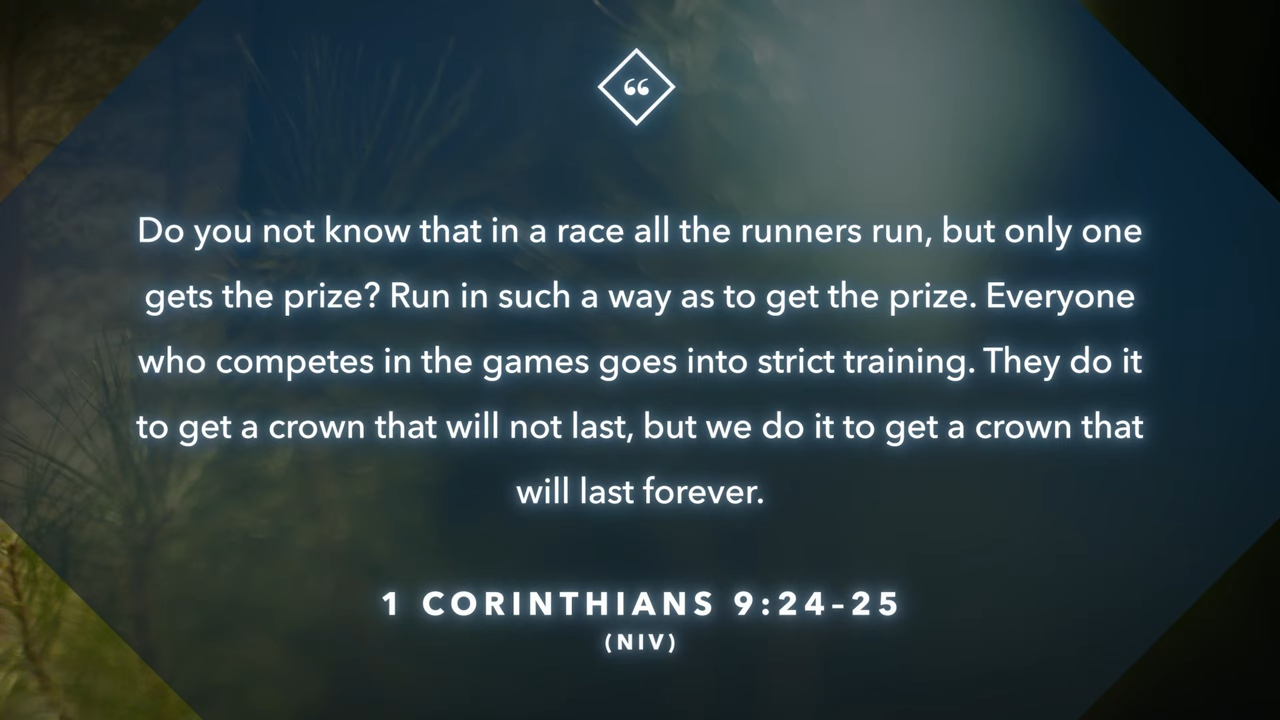 “
Do you not know that in a race all the runners run, but only one
gets the prize? Run in such a way as to get the prize. Everyone
who competes in the games goes into strict training. They do it
to get a crown that will not last, but we do it to get a crown that
will last forever.
1 CORINTHIANS 9:24–25
(NIV)